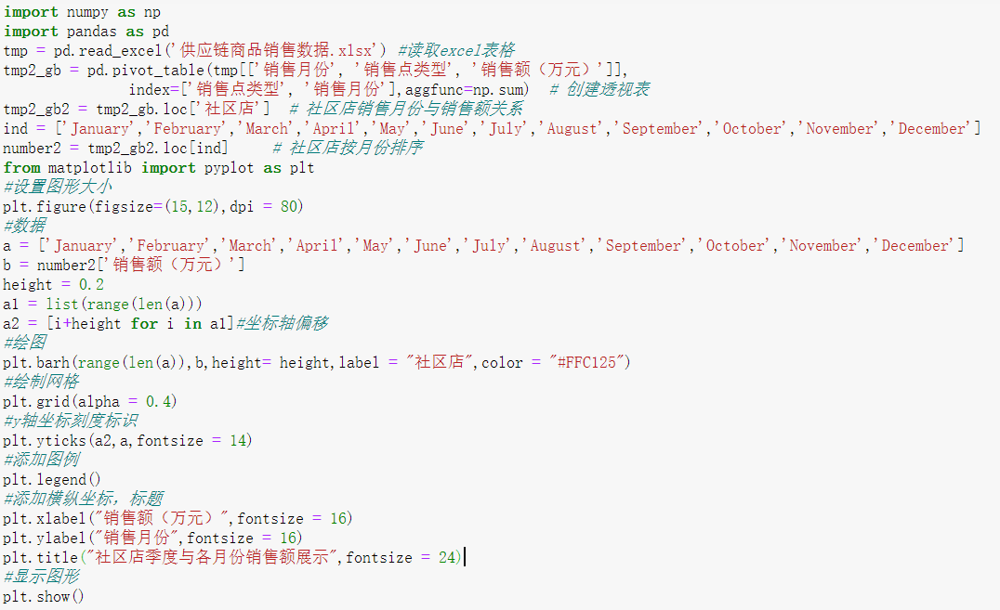 import numpy as np
import pandas as pd
tmp = pd.read_excel('供应链商品销售数据.xlsx') #读取excel表格
tmp2_gb = pd.pivot_table(tmp[['销售月份', '销售点类型', '销售额（万元）']],
index=['销售点类型', '销售月份'],aggfunc=np.sum)  # 创建透视表
tmp2_gb2 = tmp2_gb.loc['社区店']  # 社区店销售月份与销售额关系
ind = ['January','February','March','April','May','June','July','August','September','October','November','December']
number2 = tmp2_gb2.loc[ind]     # 社区店按月份排序
from matplotlib import pyplot as plt
#设置图形大小
plt.figure(figsize=(15,12),dpi = 80)
#数据
a = ['January','February','March','April','May','June','July','August','September','October','November','December']
b = number2['销售额（万元）']
height = 0.2
a1 = list(range(len(a)))
a2 = [i+height for i in a1]#坐标轴偏移
#绘图
plt.barh(range(len(a)),b,height= height,label = "社区店",color = "#FFC125")
#绘制网格
plt.grid(alpha = 0.4)
#y轴坐标刻度标识
plt.yticks(a2,a,fontsize = 14)
#添加图例
plt.legend()
#添加横纵坐标，标题
plt.xlabel("销售额（万元）",fontsize = 16)
plt.ylabel("销售月份",fontsize = 16)
plt.title("社区店季度与各月份销售额展示",fontsize = 24)
#显示图形
plt.show()